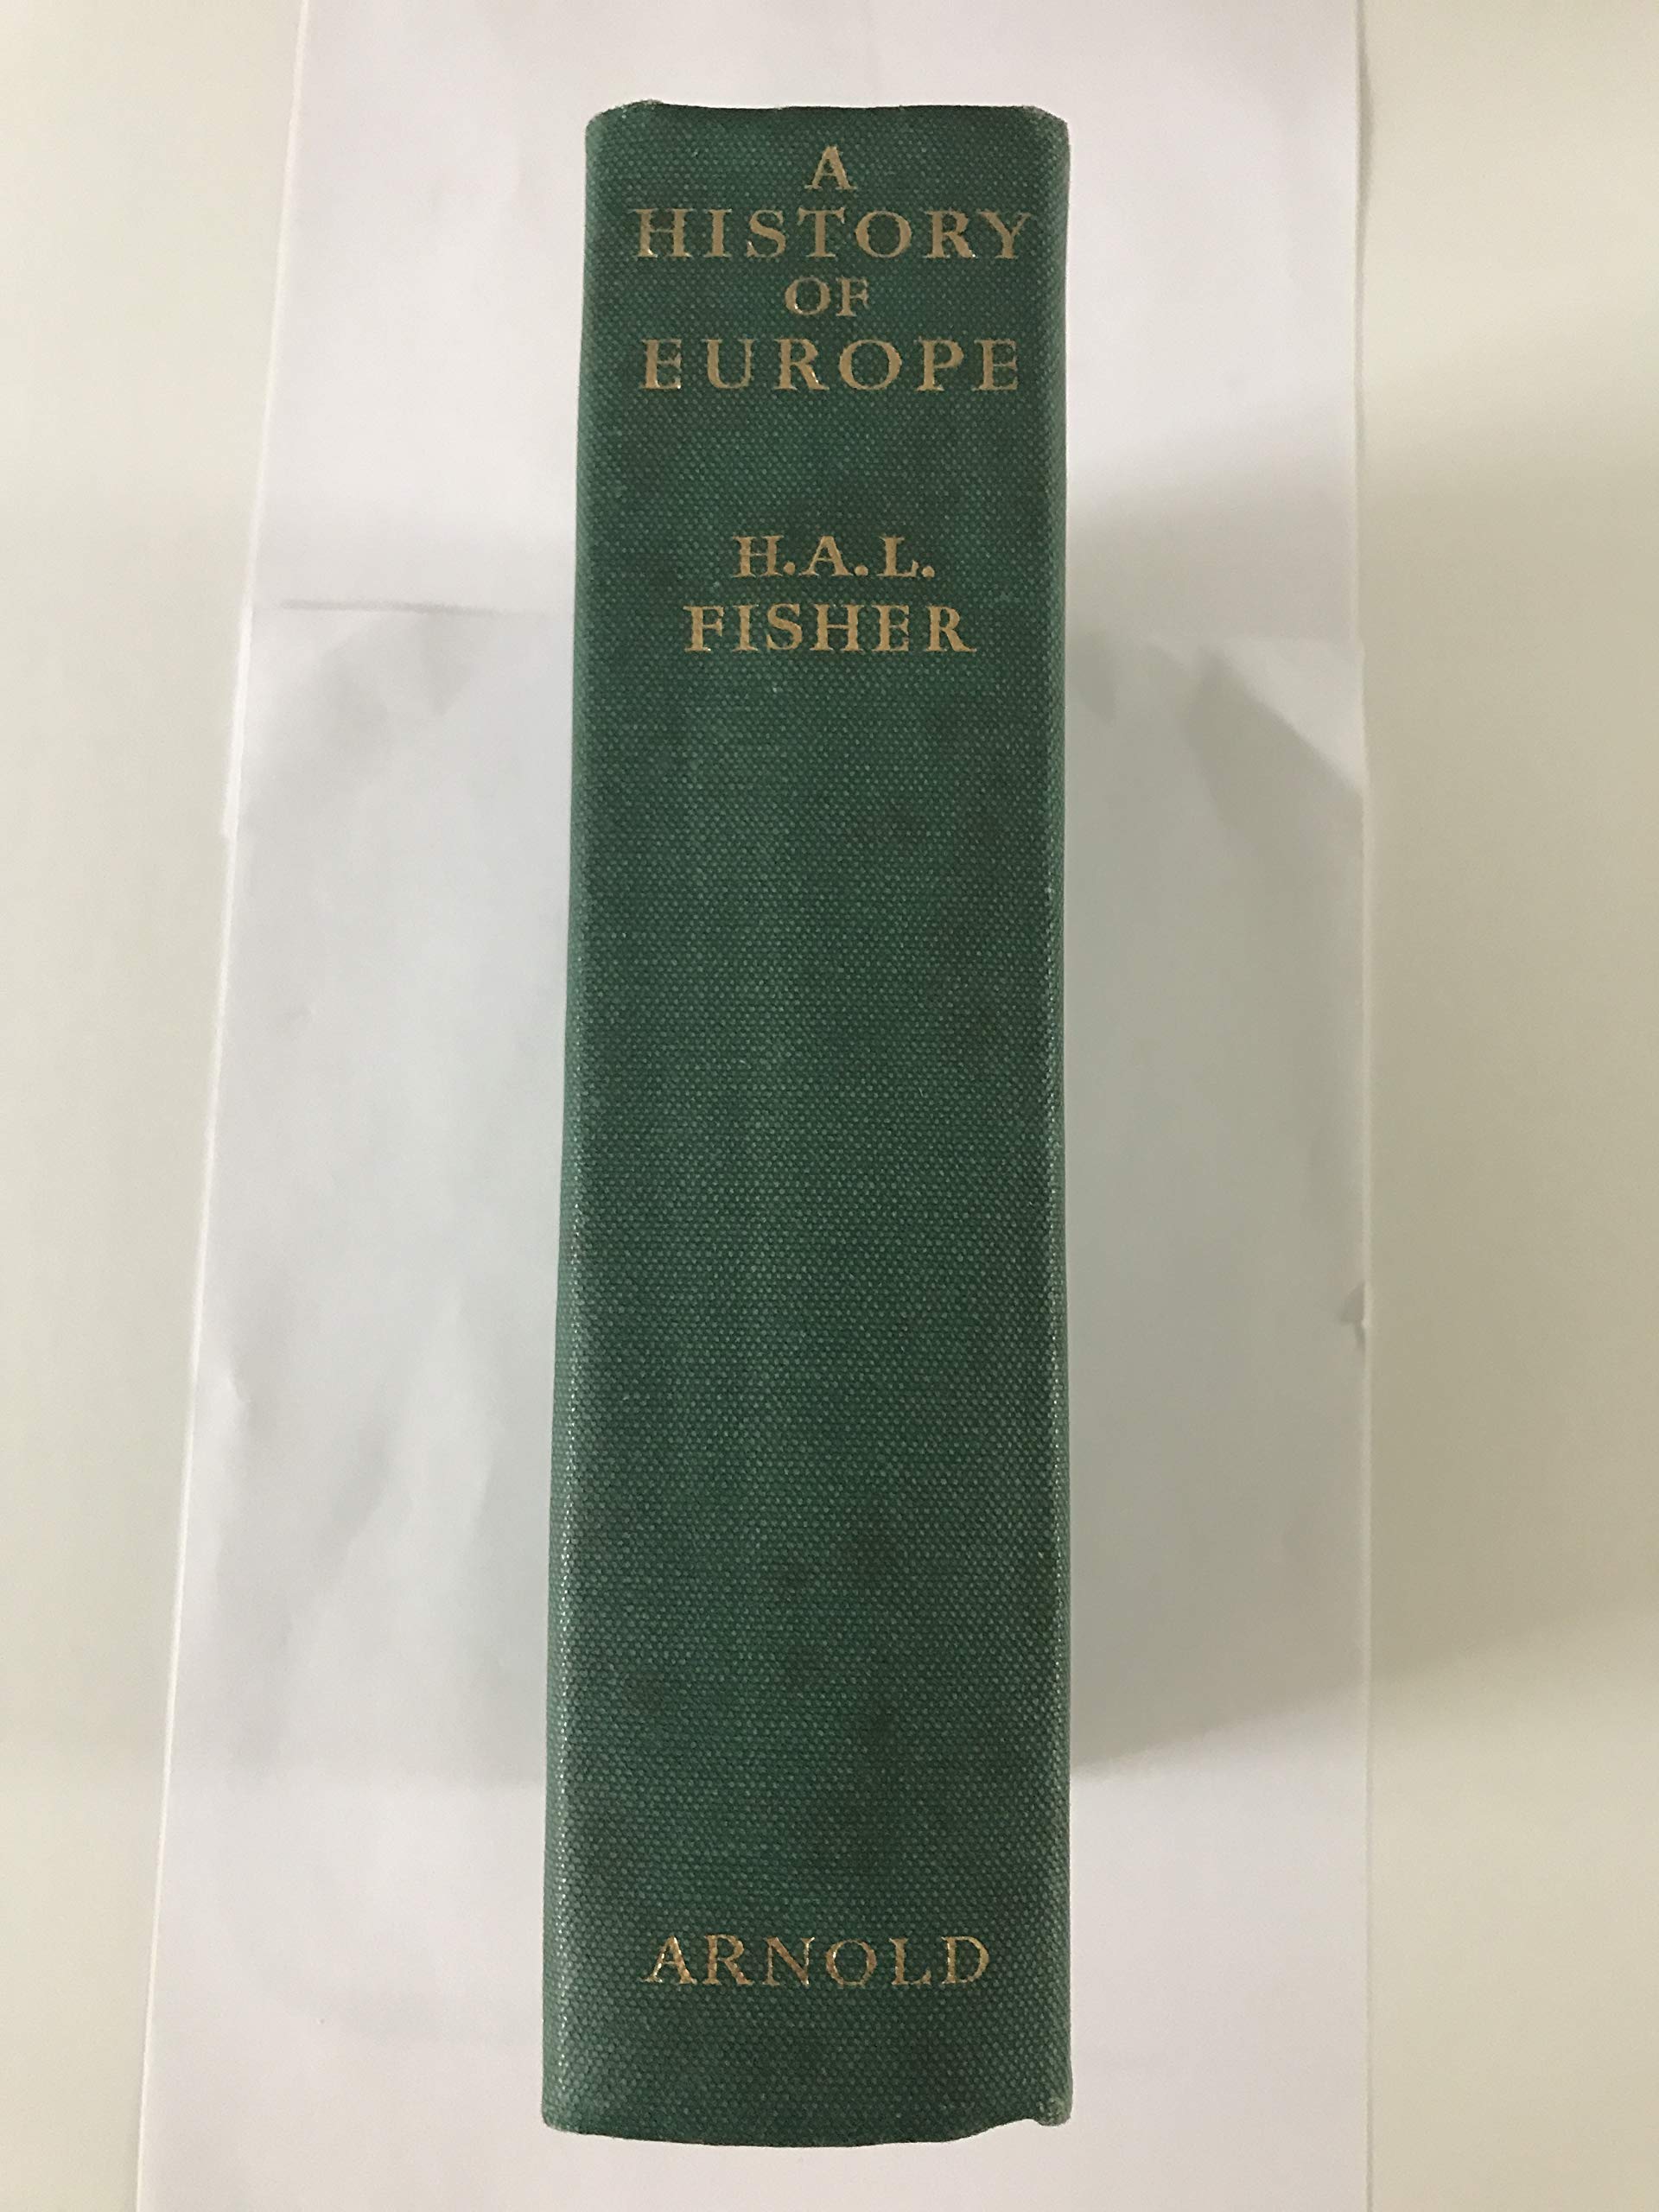 A
HISTORY
OF
EUROPE
H.A.L.
FISHER
ARNOLD